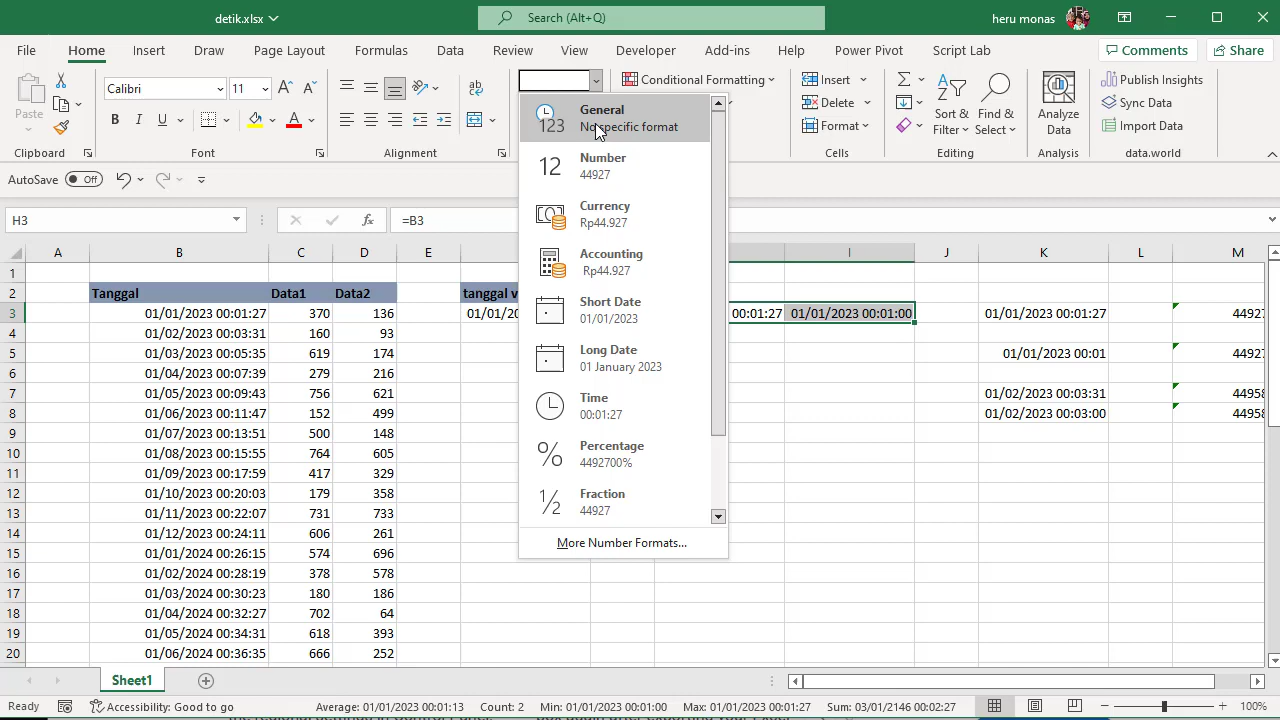 detik.xlsx
Search (Alt+Q)
heru monas
File Home Insert Draw Page Layout Formulas Data Review View Developer Add-ins Help Power Pivot Script Lab
Comments Share
Paste
Calibri 11
B I U
ab
Conditional Formatting
Insert
Delete
Format
Sort & Filter
Find & Select
Analyze Data
Publish Insights
Sync Data
Import Data
Clipboard Font Alignment Cells Editing Analysis data.world
AutoSave Off
H3 fx =B3
General
No specific format
Number
44927
Currency
Rp44.927
Accounting
Rp44.927
Short Date
01/01/2023
Long Date
01 January 2023
Time
00:01:27
Percentage
4492700%
Fraction
44927
More Number Formats...
A B C D E I J K L M
1
2 Tanggal Data1 Data2 tanggal v
3 01/01/2023 00:01:27 370 136 01/01/20 00:01:27 01/01/2023 00:01:00 01/01/2023 00:01:27 44927
4 01/02/2023 00:03:31 160 93
5 01/03/2023 00:05:35 619 174 01/01/2023 00:01 44927
6 01/04/2023 00:07:39 279 216
7 01/05/2023 00:09:43 756 621 01/02/2023 00:03:31 44958
8 01/06/2023 00:11:47 152 499 01/02/2023 00:03:00 44958
9 01/07/2023 00:13:51 500 148
10 01/08/2023 00:15:55 764 605
11 01/09/2023 00:17:59 417 329
12 01/10/2023 00:20:03 179 358
13 01/11/2023 00:22:07 731 733
14 01/12/2023 00:24:11 606 261
15 01/01/2024 00:26:15 574 696
16 01/02/2024 00:28:19 378 578
17 01/03/2024 00:30:23 180 186
18 01/04/2024 00:32:27 702 64
19 01/05/2024 00:34:31 618 393
20 01/06/2024 00:36:35 666 252
Sheet1
Ready Accessibility: Good to go Average: 01/01/2023 00:01:13 Count: 2 Min: 01/01/2023 00:01:00 Max: 01/01/2023 00:01:27 Sum: 03/01/2146 00:02:27 100%